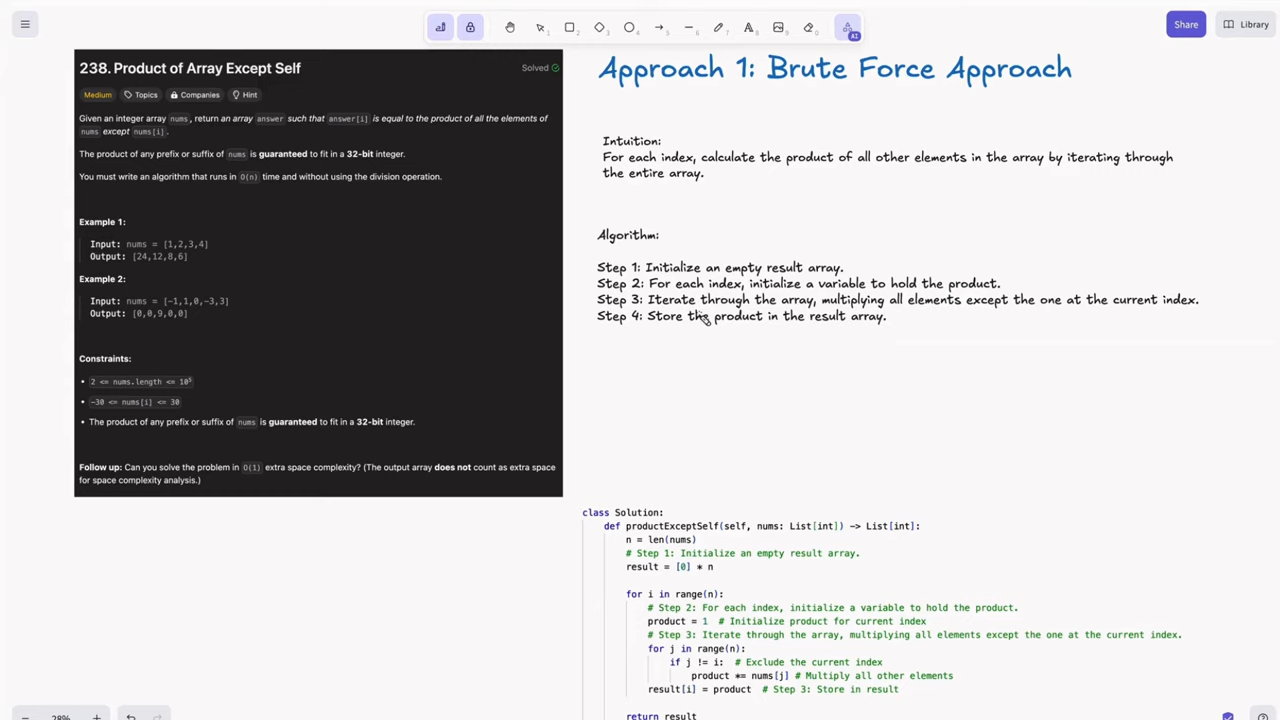 Share
Library
1
2
3
4
5
6
7
8
9
0
AI
238. Product of Array Except Self
Solved
Medium Topics Companies Hint
Given an integer array nums, return an array answer such that answer[i] is equal to the product of all the elements of
nums except nums[i].
The product of any prefix or suffix of nums is guaranteed to fit in a 32-bit integer.
You must write an algorithm that runs in O(n) time and without using the division operation.
Example 1:
Input: nums = [1,2,3,4]
Output: [24,12,8,6]
Example 2:
Input: nums = [-1,1,0,-3,3]
Output: [0,0,9,0,0]
Constraints:
• 2 <= nums.length <= 10⁵
• -30 <= nums[i] <= 30
• The product of any prefix or suffix of nums is guaranteed to fit in a 32-bit integer.
Follow up: Can you solve the problem in O(1) extra space complexity? (The output array does not count as extra space
for space complexity analysis.)
Approach 1: Brute Force Approach
Intuition:
For each index, calculate the product of all other elements in the array by iterating through
the entire array.
Algorithm:
Step 1: Initialize an empty result array.
Step 2: For each index, initialize a variable to hold the product.
Step 3: Iterate through the array, multiplying all elements except the one at the current index.
Step 4: Store the product in the result array.
class Solution:
def productExceptSelf(self, nums: List[int]) -> List[int]:
n = len(nums)
# Step 1: Initialize an empty result array.
result = [0] * n
for i in range(n):
# Step 2: For each index, initialize a variable to hold the product.
product = 1 # Initialize product for current index
# Step 3: Iterate through the array, multiplying all elements except the one at the current index.
for j in range(n):
if j != i: # Exclude the current index
product *= nums[j] # Multiply all other elements
result[i] = product # Step 3: Store in result
return result
28%